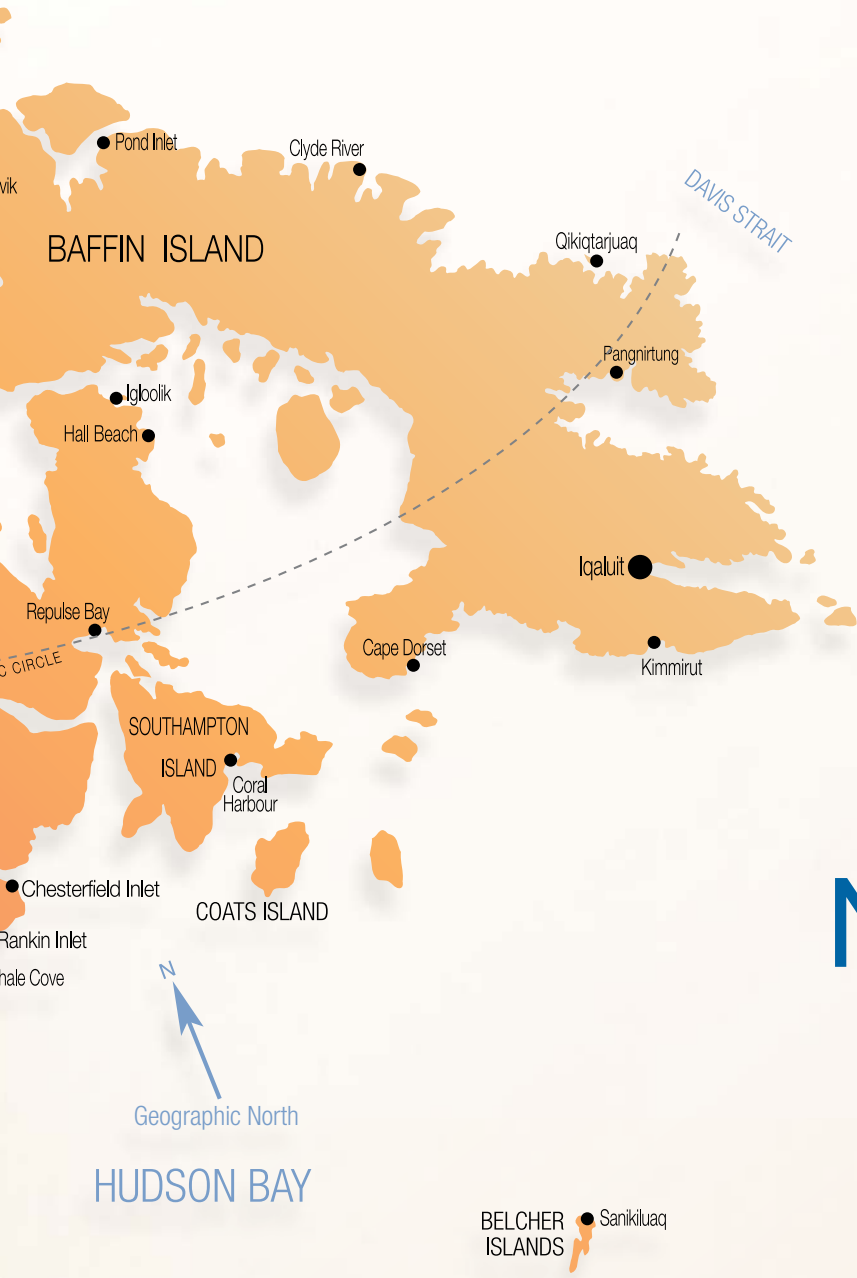 Pond Inlet
Clyde River
vik
DAVIS STRAIT
BAFFIN ISLAND
Qikiqtarjuaq
Pangnirtung
Igloolik
Hall Beach
Iqaluit
Repulse Bay
Cape Dorset
C CIRCLE
Kimmirut
SOUTHAMPTON
ISLAND
Coral
Harbour
Chesterfield Inlet
COATS ISLAND
Rankin Inlet
hale Cove
N
N
Geographic North
HUDSON BAY
BELCHER
ISLANDS
Sanikiluaq